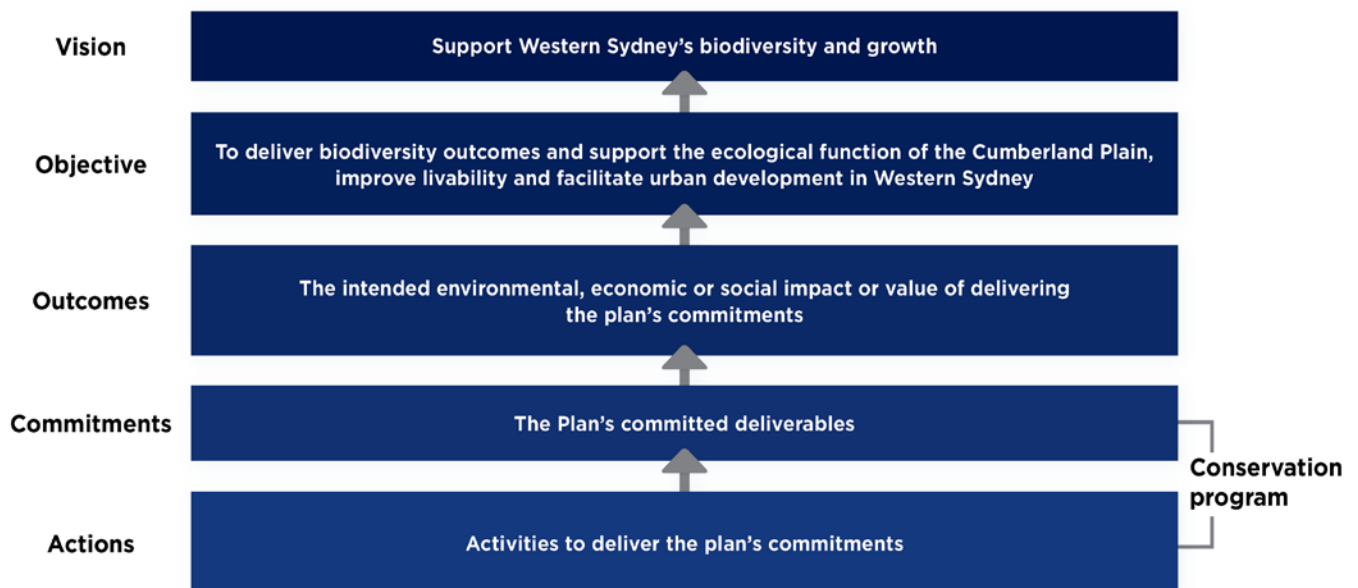 Vision
Support Western Sydney's biodiversity and growth
Objective
To deliver biodiversity outcomes and support the ecological function of the Cumberland Plain,
improve livability and facilitate urban development in Western Sydney
Outcomes
The intended environmental, economic or social impact or value of delivering
the plan's commitments
Commitments
The Plan's committed deliverables
Conservation
program
Actions
Activities to deliver the plan's commitments